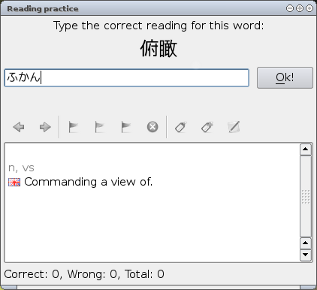 Reading practice
Type the correct reading for this word:
俯瞰
ふかん
Ok!
n, vs
Commanding a view of.
Correct: 0, Wrong: 0, Total: 0